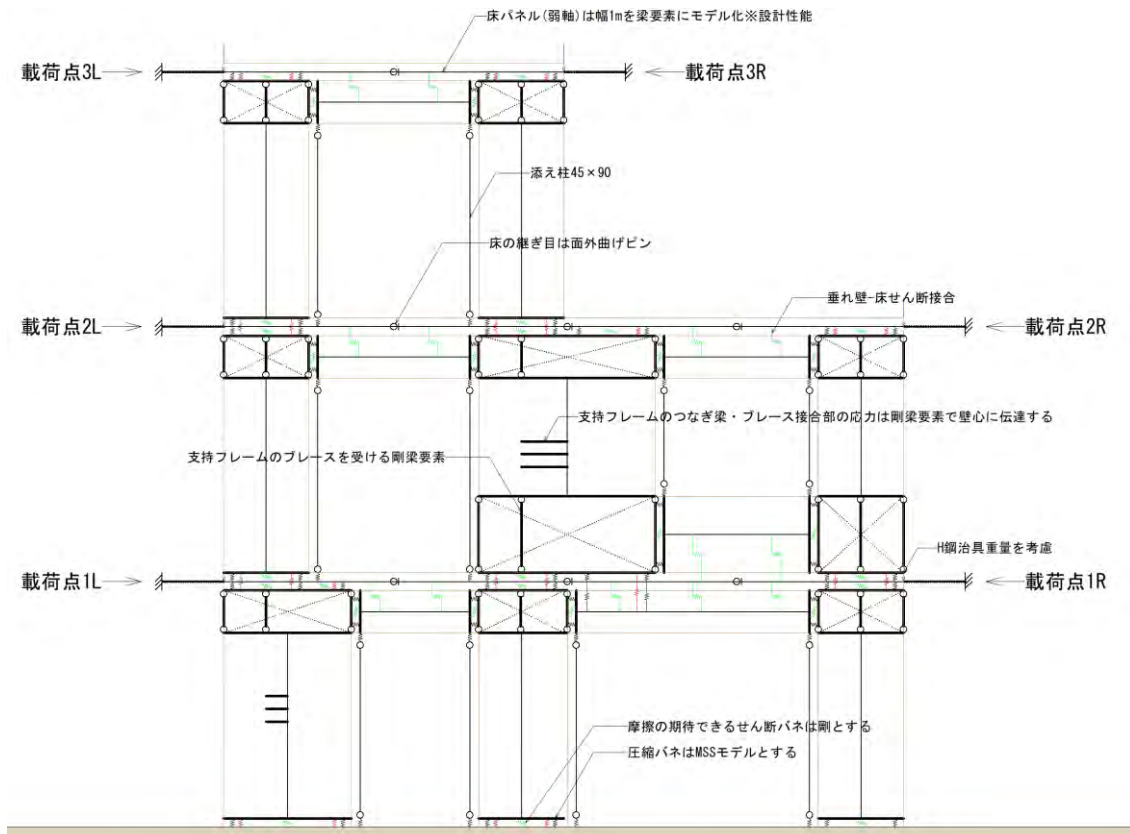 床パネル(弱軸)は幅1mを梁要素にモデル化※設計性能
載荷点3L
載荷点3R
添え柱45×90
床の継ぎ目は面外曲げピン
垂れ壁-床せん断接合
載荷点2L
載荷点2R
支持フレームのつなぎ梁・ブレース接合部の応力は剛梁要素で壁心に伝達する
支持フレームのブレースを受ける剛梁要素
H鋼治具重量を考慮
載荷点1L
載荷点1R
摩擦の期待できるせん断バネは剛とする
圧縮バネはMSSモデルとする